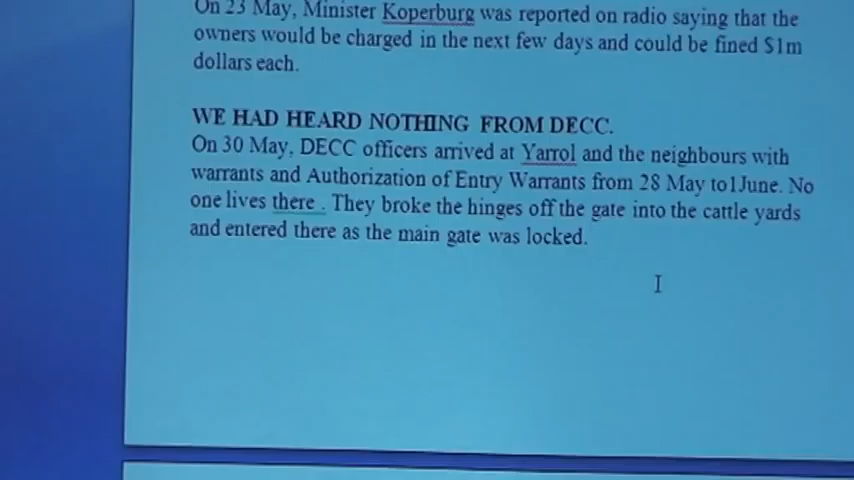 On 23 May, Minister Koperburg was reported on radio saying that the
owners would be charged in the next few days and could be fined $1m
dollars each.
WE HAD HEARD NOTHING FROM DECC.
On 30 May, DECC officers arrived at Yarrol and the neighbours with
warrants and Authorization of Entry Warrants from 28 May to1June. No
one lives there . They broke the hinges off the gate into the cattle yards
and entered there as the main gate was locked.